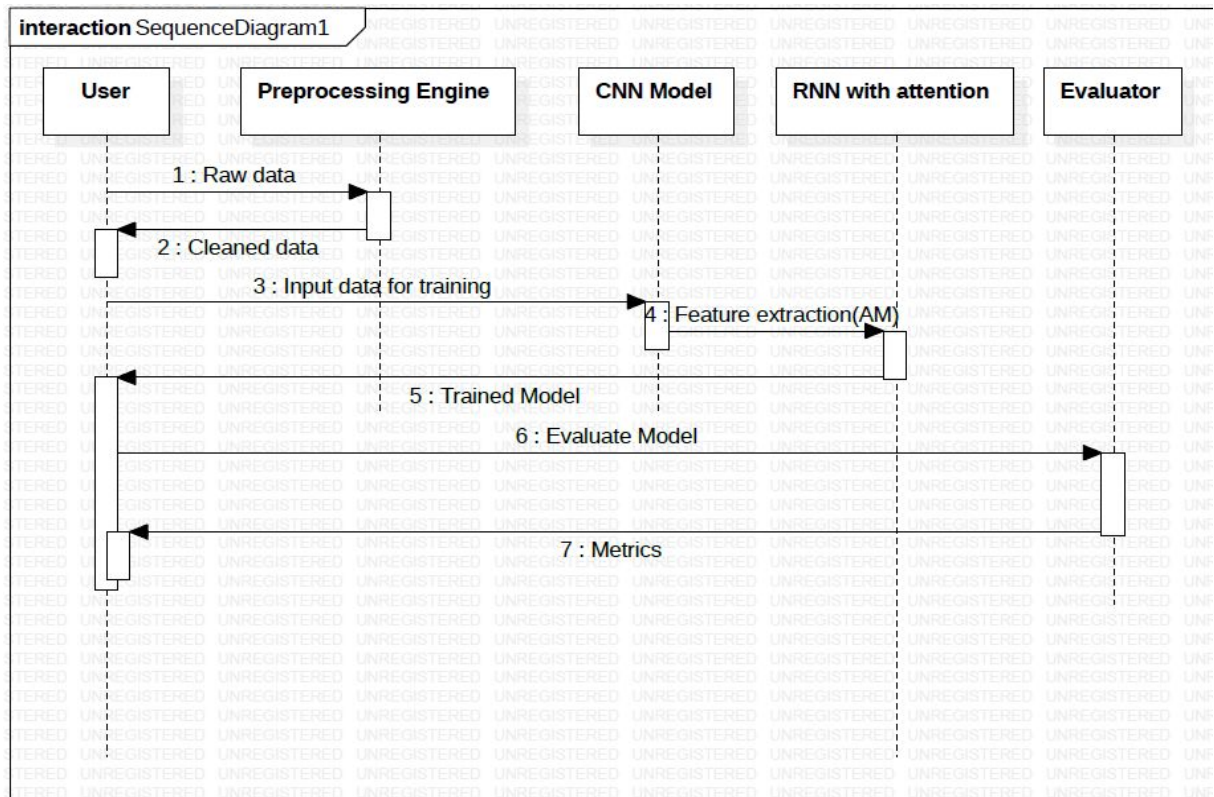 interaction SequenceDiagram1
User
Preprocessing Engine
CNN Model
RNN with attention
Evaluator
1 : Raw data
2 : Cleaned data
3 : Input data for training
4 : Feature extraction(AM)
5 : Trained Model
6 : Evaluate Model
7 : Metrics
UNREGISTERED